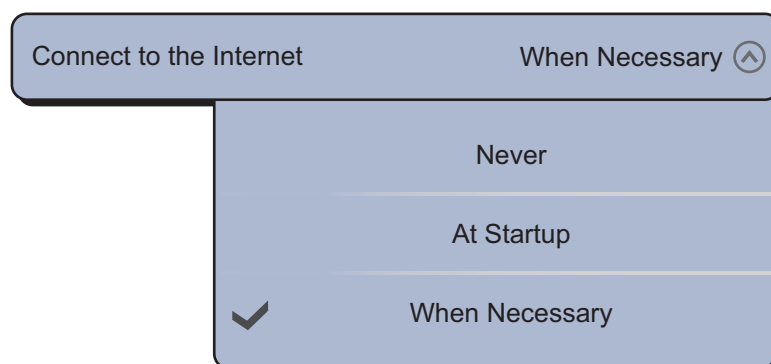 Connect to the Internet When Necessary
Never
At Startup
When Necessary